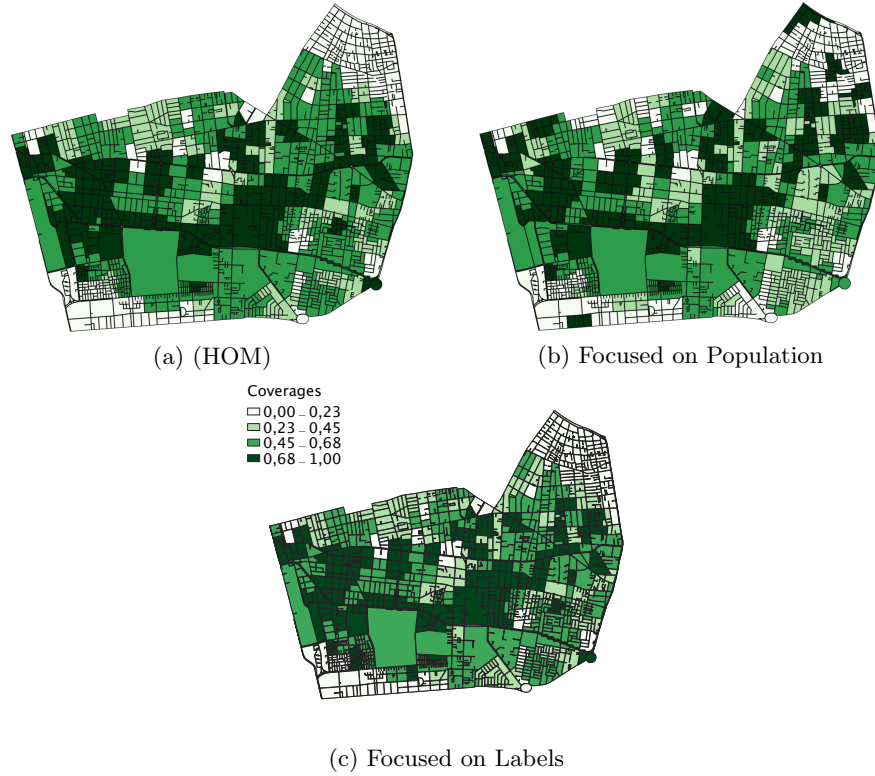 (a) (HOM)
(b) Focused on Population
Coverages
0,00 – 0,23
0,23 – 0,45
0,45 – 0,68
0,68 – 1,00
(c) Focused on Labels